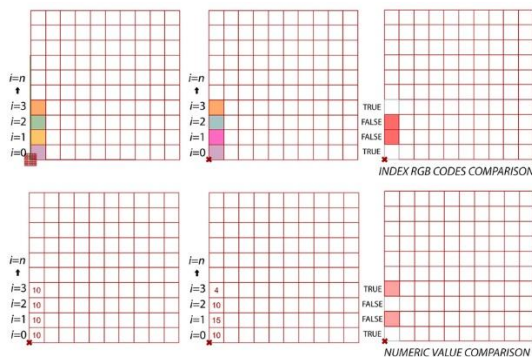 i=n
i=3
i=2
i=1
i=0
i=n
i=3
i=2
i=1
i=0
TRUE
FALSE
FALSE
TRUE
INDEX RGB CODES COMPARISON
i=n
i=3 10
i=2 10
i=1 10
i=0 10
i=n
i=3 4
i=2 10
i=1 15
i=0 10
TRUE
FALSE
FALSE
TRUE
NUMERIC VALUE COMPARISON